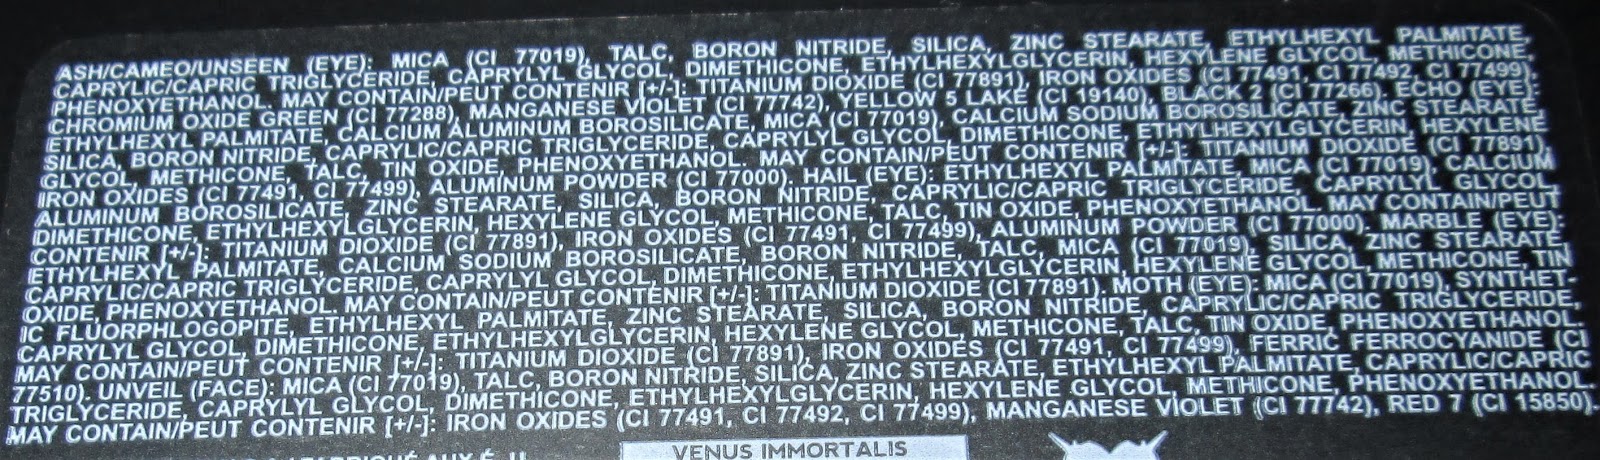 ASH/CAMEO/UNSEEN (EYE): MICA (CI 77019), TALC, BORON NITRIDE, SILICA, ZINC STEARATE, ETHYLHEXYL PALMITATE,
CAPRYLIC/CAPRIC TRIGLYCERIDE, CAPRYLYL GLYCOL, DIMETHICONE, ETHYLHEXYLGLYCERIN, HEXYLENE GLYCOL, METHICONE,
PHENOXYETHANOL. MAY CONTAIN/PEUT CONTENIR [+/-]: TITANIUM DIOXIDE (CI 77891), IRON OXIDES (CI 77491, CI 77492, CI 77499),
CHROMIUM OXIDE GREEN (CI 77288), MANGANESE VIOLET (CI 77742), YELLOW 5 LAKE (CI 19140), BLACK 2 (CI 77266). ECHO (EYE):
ETHYLHEXYL PALMITATE, CALCIUM ALUMINUM BOROSILICATE, MICA (CI 77019), CALCIUM SODIUM BOROSILICATE, ZINC STEARATE,
SILICA, BORON NITRIDE, CAPRYLIC/CAPRIC TRIGLYCERIDE, CAPRYLYL GLYCOL, DIMETHICONE, ETHYLHEXYLGLYCERIN, HEXYLENE
GLYCOL, METHICONE, TALC, TIN OXIDE, PHENOXYETHANOL. MAY CONTAIN/PEUT CONTENIR [+/-]: TITANIUM DIOXIDE (CI 77891),
IRON OXIDES (CI 77491, CI 77499), ALUMINUM POWDER (CI 77000). HAIL (EYE): ETHYLHEXYL PALMITATE, MICA (CI 77019), CALCIUM
ALUMINUM BOROSILICATE, ZINC STEARATE, SILICA, BORON NITRIDE, CAPRYLIC/CAPRIC TRIGLYCERIDE, CAPRYLYL GLYCOL,
DIMETHICONE, ETHYLHEXYLGLYCERIN, HEXYLENE GLYCOL, METHICONE, TALC, TIN OXIDE, PHENOXYETHANOL. MAY CONTAIN/PEUT
CONTENIR [+/-]: TITANIUM DIOXIDE (CI 77891), IRON OXIDES (CI 77491, CI 77499), ALUMINUM POWDER (CI 77000). MARBLE (EYE):
ETHYLHEXYL PALMITATE, CALCIUM SODIUM BOROSILICATE, BORON NITRIDE, TALC, MICA (CI 77019), SILICA, ZINC STEARATE,
CAPRYLIC/CAPRIC TRIGLYCERIDE, CAPRYLYL GLYCOL, DIMETHICONE, ETHYLHEXYLGLYCERIN, HEXYLENE GLYCOL, METHICONE, TIN
OXIDE, PHENOXYETHANOL. MAY CONTAIN/PEUT CONTENIR [+/-]: TITANIUM DIOXIDE (CI 77891). MOTH (EYE): MICA (CI 77019), SYNTHET-
IC FLUORPHLOGOPITE, ETHYLHEXYL PALMITATE, ZINC STEARATE, SILICA, BORON NITRIDE, CAPRYLIC/CAPRIC TRIGLYCERIDE,
CAPRYLYL GLYCOL, DIMETHICONE, ETHYLHEXYLGLYCERIN, HEXYLENE GLYCOL, METHICONE, TALC, TIN OXIDE, PHENOXYETHANOL.
MAY CONTAIN/PEUT CONTENIR [+/-]: TITANIUM DIOXIDE (CI 77891), IRON OXIDES (CI 77491, CI 77499), FERRIC FERROCYANIDE (CI
77510). UNVEIL (FACE): MICA (CI 77019), TALC, BORON NITRIDE, SILICA, ZINC STEARATE, ETHYLHEXYL PALMITATE, CAPRYLIC/CAPRIC
TRIGLYCERIDE, CAPRYLYL GLYCOL, DIMETHICONE, ETHYLHEXYLGLYCERIN, HEXYLENE GLYCOL, METHICONE, PHENOXYETHANOL.
MAY CONTAIN/PEUT CONTENIR [+/-]: IRON OXIDES (CI 77491, CI 77492, CI 77499), MANGANESE VIOLET (CI 77742), RED 7 (CI 15850).
FABRIQUÉ AUX É.-U.
VENUS IMMORTALIS